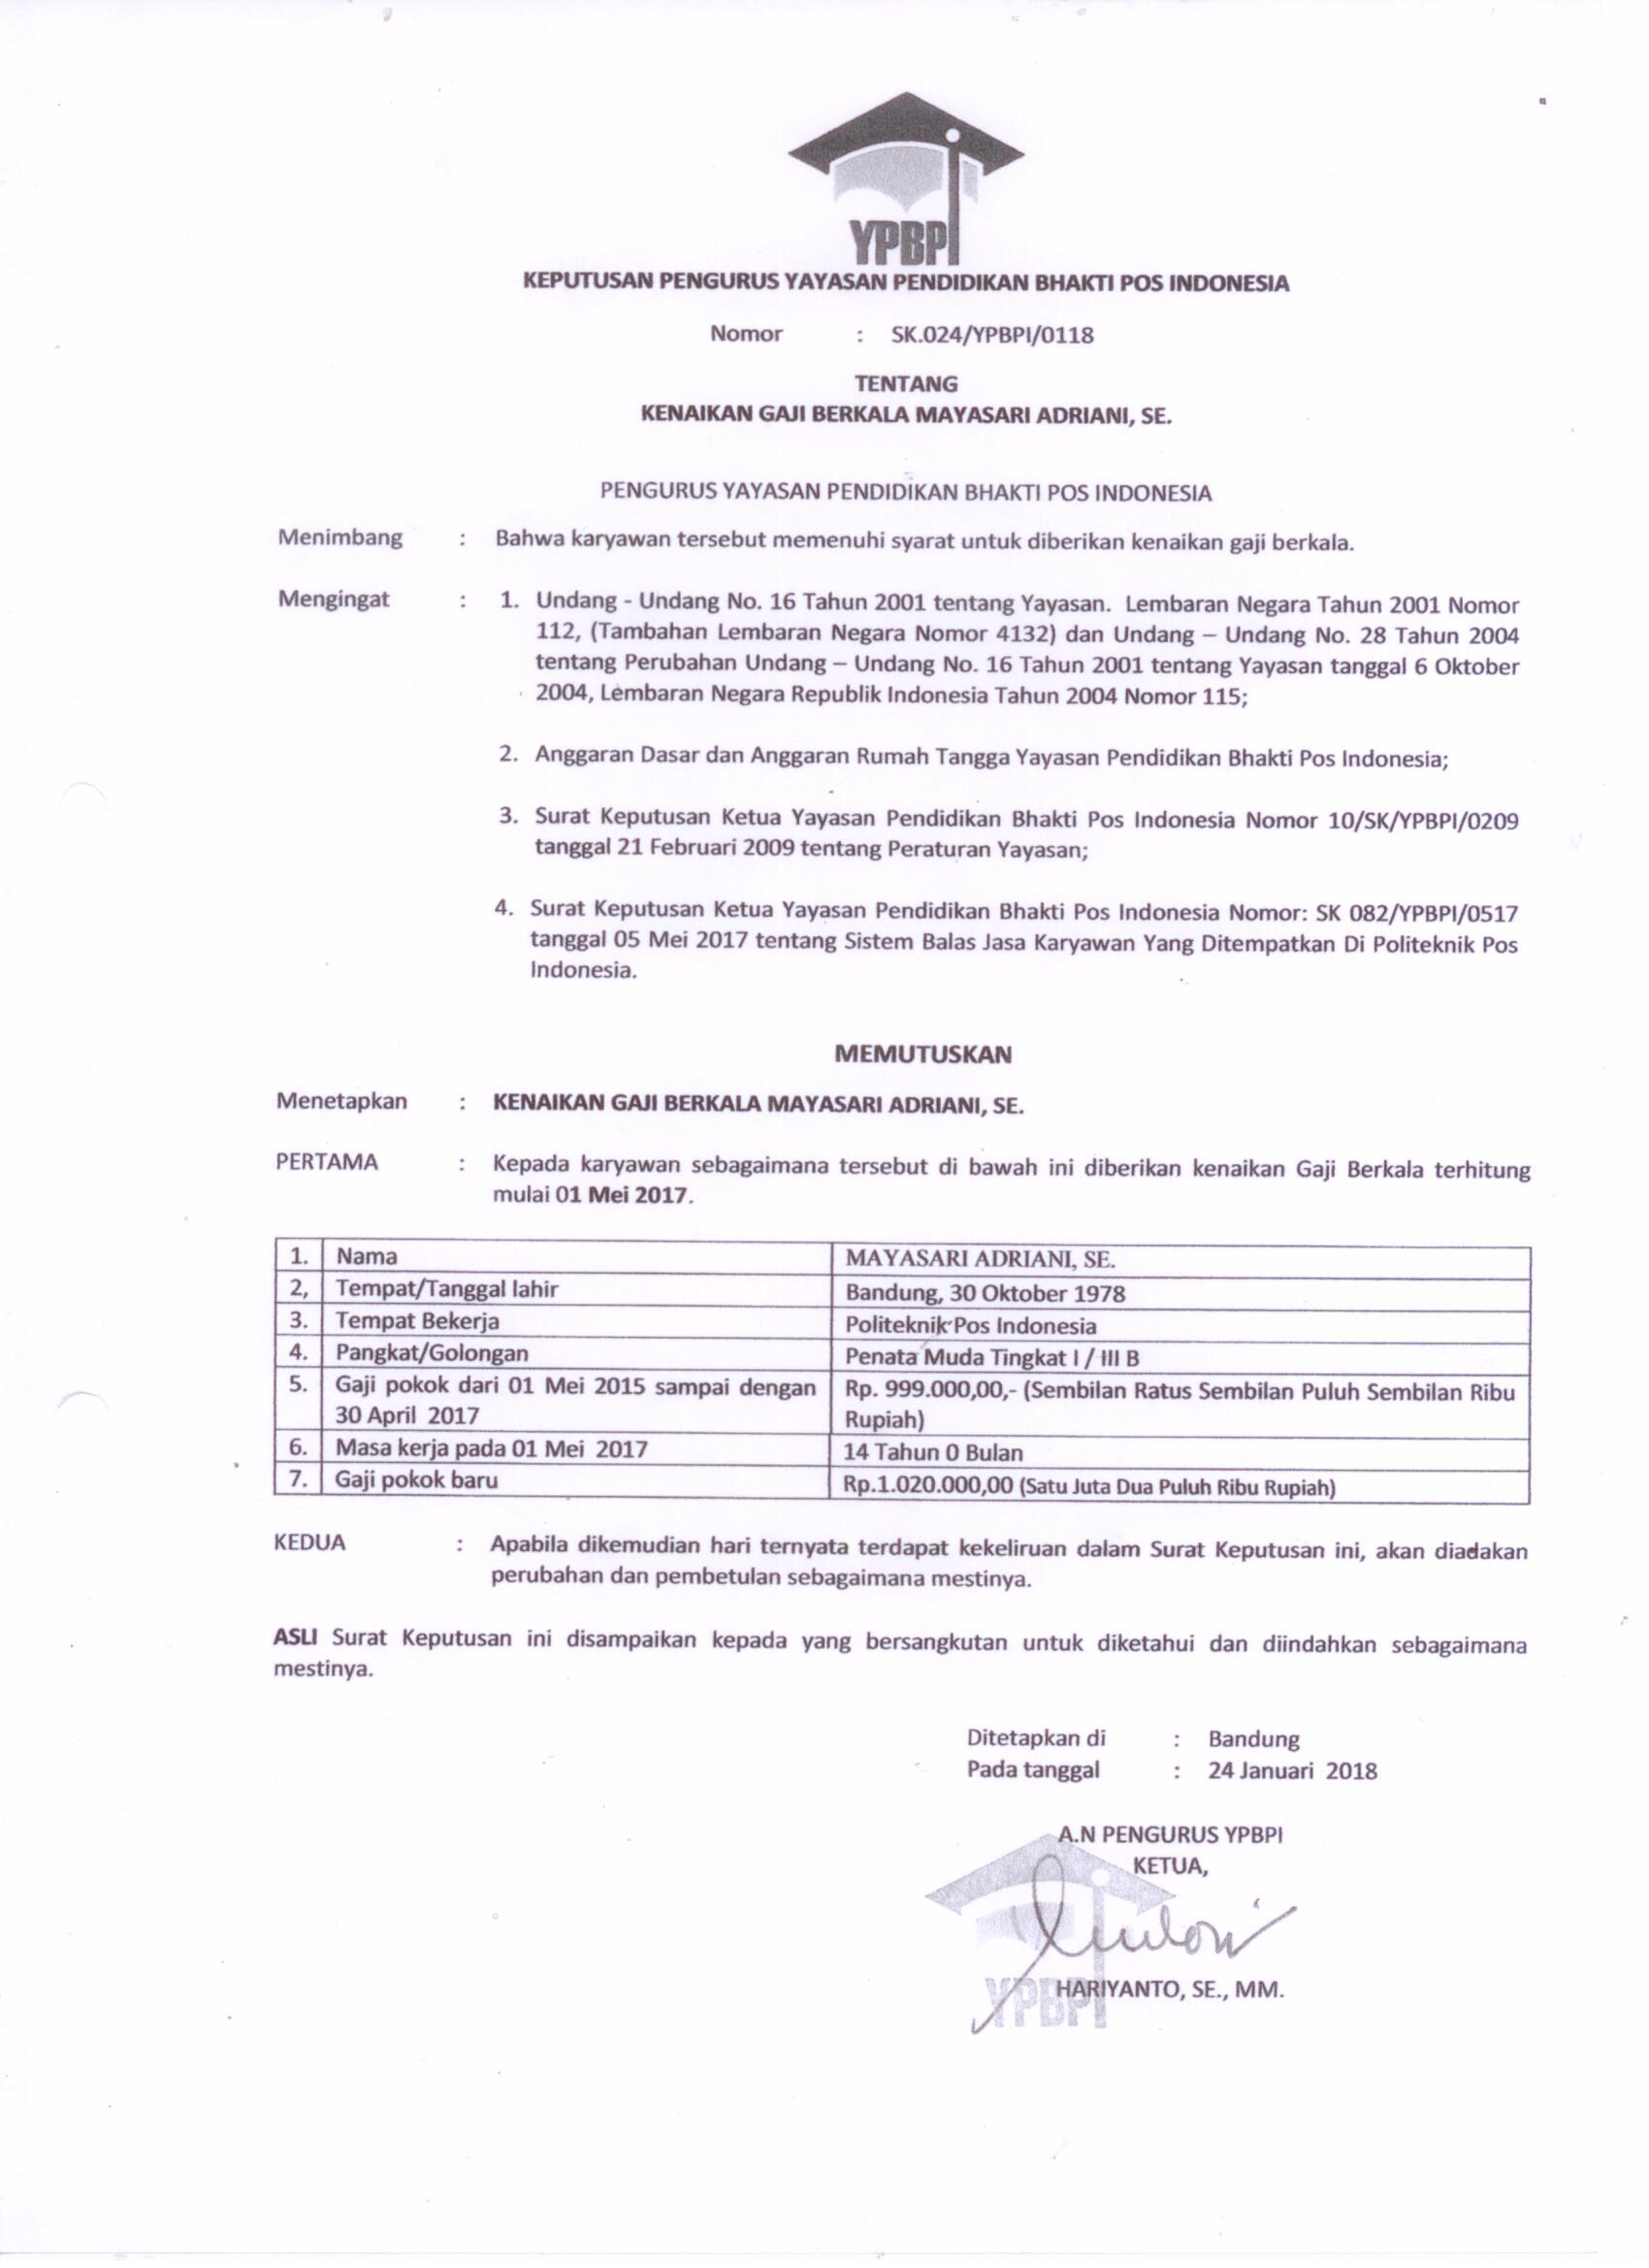 YPBPI
KEPUTUSAN PENGURUS YAYASAN PENDIDIKAN BHAKTI POS INDONESIA
Nomor : SK.024/YPBPI/0118
TENTANG
KENAIKAN GAJI BERKALA MAYASARI ADRIANI, SE.
PENGURUS YAYASAN PENDIDIKAN BHAKTI POS INDONESIA
Menimbang : Bahwa karyawan tersebut memenuhi syarat untuk diberikan kenaikan gaji berkala.
Mengingat : 1. Undang - Undang No. 16 Tahun 2001 tentang Yayasan. Lembaran Negara Tahun 2001 Nomor
112, (Tambahan Lembaran Negara Nomor 4132) dan Undang – Undang No. 28 Tahun 2004
tentang Perubahan Undang – Undang No. 16 Tahun 2001 tentang Yayasan tanggal 6 Oktober
2004, Lembaran Negara Republik Indonesia Tahun 2004 Nomor 115;
2. Anggaran Dasar dan Anggaran Rumah Tangga Yayasan Pendidikan Bhakti Pos Indonesia;
3. Surat Keputusan Ketua Yayasan Pendidikan Bhakti Pos Indonesia Nomor 10/SK/YPBPI/0209
tanggal 21 Februari 2009 tentang Peraturan Yayasan;
4. Surat Keputusan Ketua Yayasan Pendidikan Bhakti Pos Indonesia Nomor: SK 082/YPBPI/0517
tanggal 05 Mei 2017 tentang Sistem Balas Jasa Karyawan Yang Ditempatkan Di Politeknik Pos
Indonesia.
MEMUTUSKAN
Menetapkan : KENAIKAN GAJI BERKALA MAYASARI ADRIANI, SE.
PERTAMA : Kepada karyawan sebagaimana tersebut di bawah ini diberikan kenaikan Gaji Berkala terhitung
mulai 01 Mei 2017.
1. Nama MAYASARI ADRIANI, SE.
2, Tempat/Tanggal lahir Bandung, 30 Oktober 1978
3. Tempat Bekerja Politeknik Pos Indonesia
4. Pangkat/Golongan Penata Muda Tingkat I / III B
5. Gaji pokok dari 01 Mei 2015 sampai dengan Rp. 999.000,00,- (Sembilan Ratus Sembilan Puluh Sembilan Ribu
30 April 2017 Rupiah)
6. Masa kerja pada 01 Mei 2017 14 Tahun 0 Bulan
7. Gaji pokok baru Rp.1.020.000,00 (Satu Juta Dua Puluh Ribu Rupiah)
KEDUA : Apabila dikemudian hari ternyata terdapat kekeliruan dalam Surat Keputusan ini, akan diadakan
perubahan dan pembetulan sebagaimana mestinya.
ASLI Surat Keputusan ini disampaikan kepada yang bersangkutan untuk diketahui dan diindahkan sebagaimana
mestinya.
Ditetapkan di : Bandung
Pada tanggal : 24 Januari 2018
A.N PENGURUS YPBPI
KETUA,
HARIYANTO, SE., MM.
YPBPI